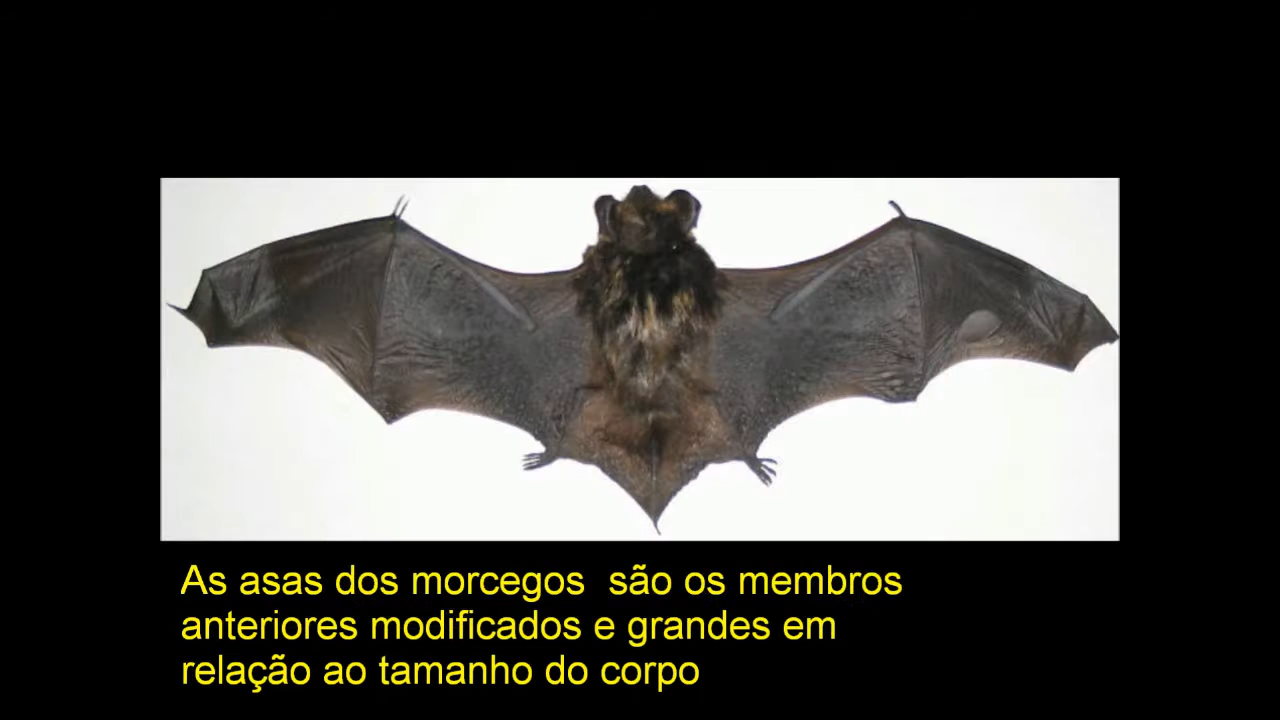 As asas dos morcegos  são os membros
anteriores modificados e grandes em
relação ao tamanho do corpo